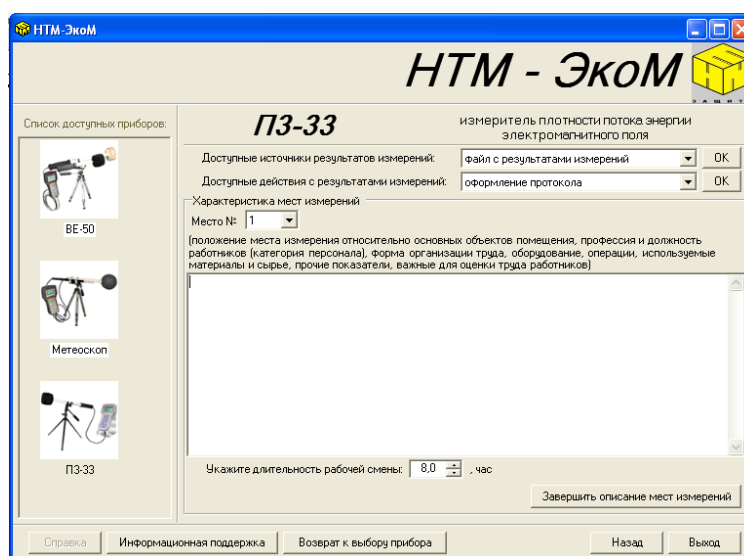 НТМ-ЭкоМ
НТМ - ЭкоМ
ЗАЩИТ
Список доступных приборов:
ВЕ-50
Метеоскоп
П3-33
П3-33
измеритель плотности потока энергии
электромагнитного поля
Доступные источники результатов измерений:
файл с результатами измерений
OK
Доступные действия с результатами измерений:
оформление протокола
OK
Характеристика мест измерений
Место № 1
(положение места измерения относительно основных объектов помещения, профессия и должность
работников (категория персонала), форма организации труда, оборудование, операции, используемые
материалы и сырье, прочие показатели, важные для оценки труда работников)
Укажите длительность рабочей смены: 8,0 , час
Завершить описание мест измерений
Справка
Информационная поддержка
Возврат к выбору прибора
Назад
Выход